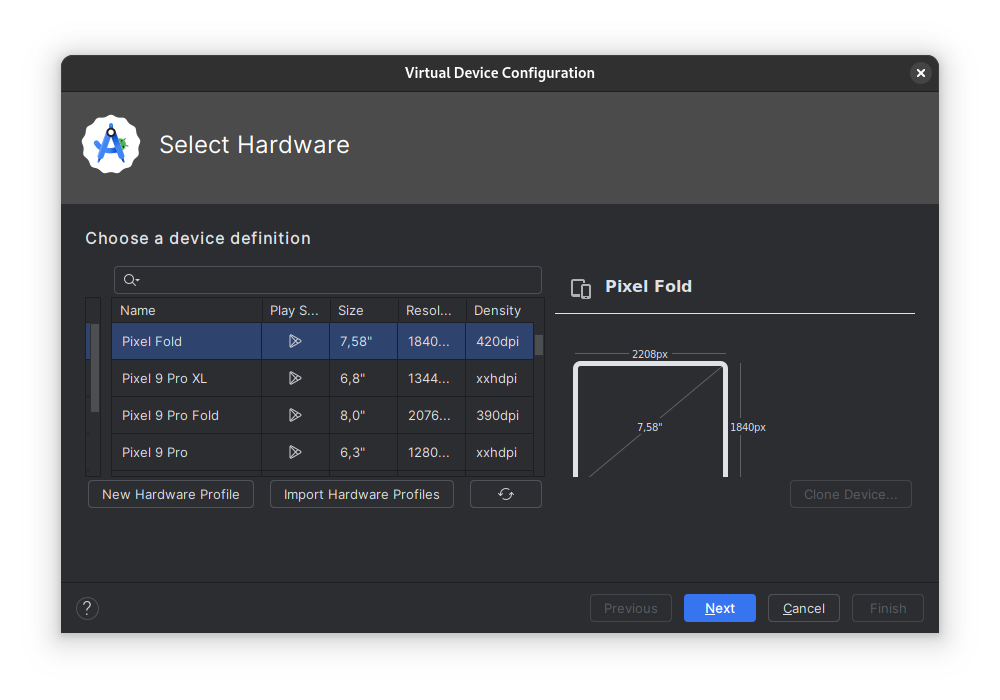 Virtual Device Configuration
Select Hardware
Choose a device definition
Name Play S... Size Resol... Density
Pixel Fold 7,58" 1840... 420dpi
Pixel 9 Pro XL 6,8" 1344... xxhdpi
Pixel 9 Pro Fold 8,0" 2076... 390dpi
Pixel 9 Pro 6,3" 1280... xxhdpi
New Hardware Profile Import Hardware Profiles
Pixel Fold
2208px
7,58"
1840px
Clone Device...
? Previous Next Cancel Finish